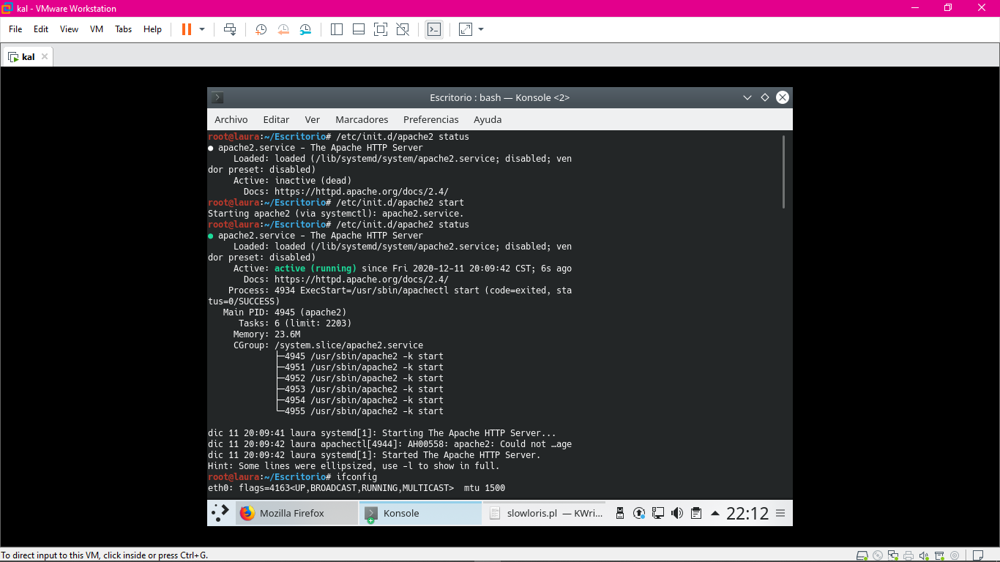 kal - VMware Workstation
File Edit View VM Tabs Help
kal
Escritorio : bash — Konsole <2>
Archivo Editar Ver Marcadores Preferencias Ayuda
root@laura:~/Escritorio# /etc/init.d/apache2 status
● apache2.service - The Apache HTTP Server
Loaded: loaded (/lib/systemd/system/apache2.service; disabled; ven
dor preset: disabled)
Active: inactive (dead)
Docs: https://httpd.apache.org/docs/2.4/
root@laura:~/Escritorio# /etc/init.d/apache2 start
Starting apache2 (via systemctl): apache2.service.
root@laura:~/Escritorio# /etc/init.d/apache2 status
● apache2.service - The Apache HTTP Server
Loaded: loaded (/lib/systemd/system/apache2.service; disabled; ven
dor preset: disabled)
Active: active (running) since Fri 2020-12-11 20:09:42 CST; 6s ago
Docs: https://httpd.apache.org/docs/2.4/
Process: 4934 ExecStart=/usr/sbin/apachectl start (code=exited, sta
tus=0/SUCCESS)
Main PID: 4945 (apache2)
Tasks: 6 (limit: 2203)
Memory: 23.6M
CGroup: /system.slice/apache2.service
├─4945 /usr/sbin/apache2 -k start
├─4951 /usr/sbin/apache2 -k start
├─4952 /usr/sbin/apache2 -k start
├─4953 /usr/sbin/apache2 -k start
├─4954 /usr/sbin/apache2 -k start
└─4955 /usr/sbin/apache2 -k start
dic 11 20:09:41 laura systemd[1]: Starting The Apache HTTP Server...
dic 11 20:09:42 laura apachectl[4944]: AH00558: apache2: Could not …age
dic 11 20:09:42 laura systemd[1]: Started The Apache HTTP Server.
Hint: Some lines were ellipsized, use -l to show in full.
root@laura:~/Escritorio# ifconfig
eth0: flags=4163<UP,BROADCAST,RUNNING,MULTICAST>  mtu 1500
Mozilla Firefox Konsole slowloris.pl — KWri... 22:12
To direct input to this VM, click inside or press Ctrl+G.